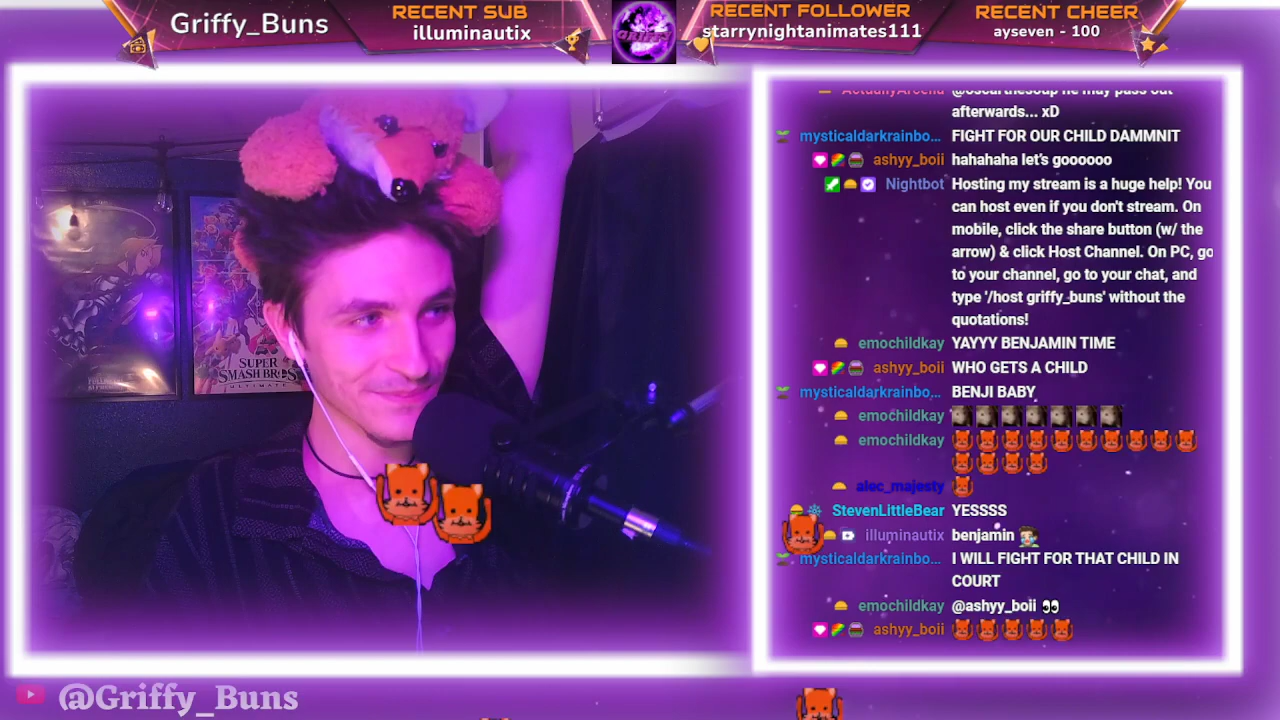 Griffy_Buns
RECENT SUB
illuminautix
RECENT FOLLOWER
starrynightanimates111
RECENT CHEER
ayseven - 100
afterwards... xD
mysticaldarkrainbo... FIGHT FOR OUR CHILD DAMMNIT
ashyy_boii hahahaha let's goooooo
Nightbot Hosting my stream is a huge help! You
can host even if you don't stream. On
mobile, click the share button (w/ the
arrow) & click Host Channel. On PC, go
to your channel, go to your chat, and
type '/host griffy_buns' without the
quotations!
emochildkay YAYYY BENJAMIN TIME
ashyy_boii WHO GETS A CHILD
mysticaldarkrainbo... BENJI BABY
emochildkay
emochildkay
alec_majesty
StevenLittleBear YESSSS
illuminautix benjamin
mysticaldarkrainbo... I WILL FIGHT FOR THAT CHILD IN
COURT
emochildkay @ashyy_boii 👀
ashyy_boii
SUPER
SMASH BROS
ULTIMATE
@Griffy_Buns